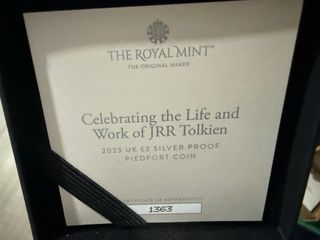 THE ROYAL MINT®
THE ORIGINAL MAKER
Celebrating the Life and
Work of JRR Tolkien
2023 UK £2 SILVER PROOF
PIEDFORT COIN
CERTIFICATE OF AUTHENTICITY
1363